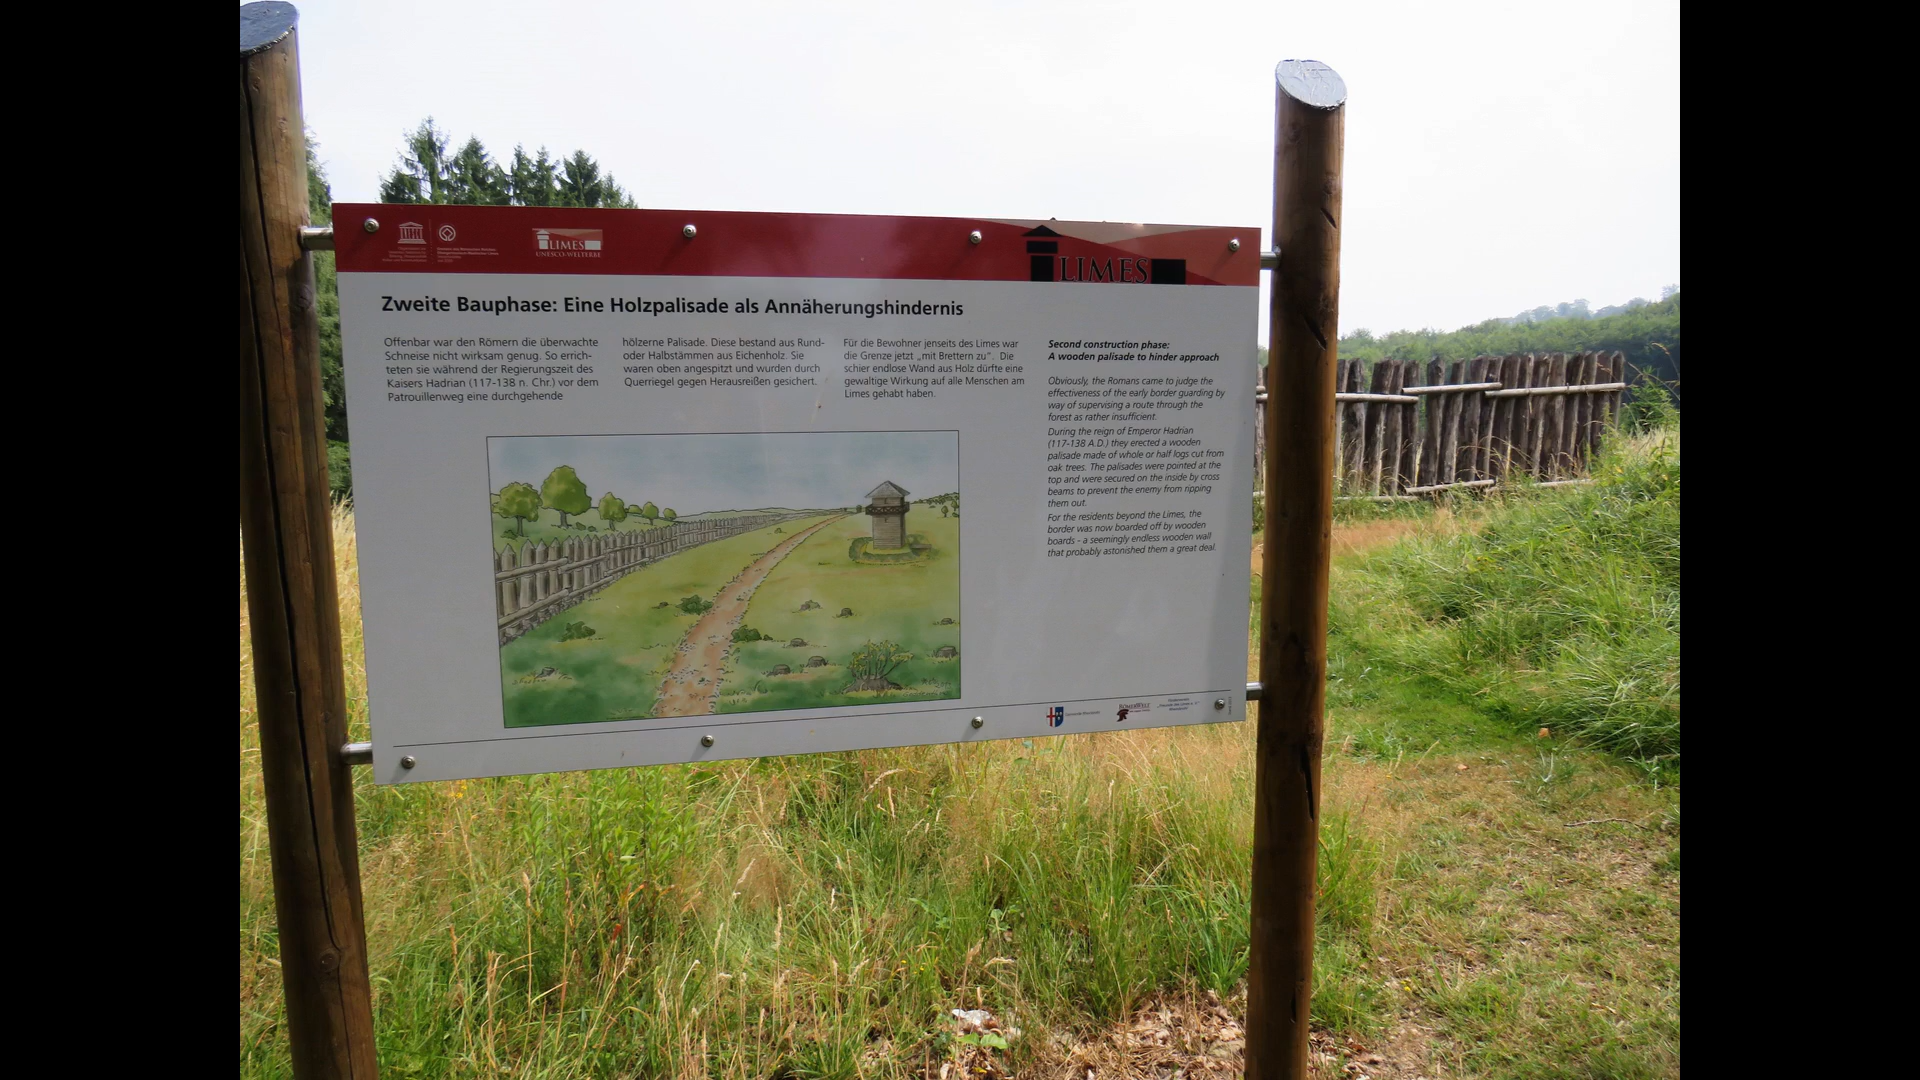 LIMES
UNESCO-WELTERBE
LIMES
Zweite Bauphase: Eine Holzpalisade als Annäherungshindernis
Offenbar war den Römern die überwachte
Schneise nicht wirksam genug. So errich-
teten sie während der Regierungszeit des
Kaisers Hadrian (117-138 n. Chr.) vor dem
Patrouillenweg eine durchgehende
hölzerne Palisade. Diese bestand aus Rund-
oder Halbstämmen aus Eichenholz. Sie
waren oben angespitzt und wurden durch
Querriegel gegen Herausreißen gesichert.
Für die Bewohner jenseits des Limes war
die Grenze jetzt „mit Brettern zu“. Die
schier endlose Wand aus Holz dürfte eine
gewaltige Wirkung auf alle Menschen am
Limes gehabt haben.
Second construction phase:
A wooden palisade to hinder approach
Obviously, the Romans came to judge the
effectiveness of the early border guarding by
way of supervising a route through the
forest as rather insufficient.
During the reign of Emperor Hadrian
(117-138 A.D.) they erected a wooden
palisade made of whole or half logs cut from
oak trees. The palisades were pointed at the
top and were secured on the inside by cross
beams to prevent the enemy from ripping
them out.
For the residents beyond the Limes, the
border was now boarded off by wooden
boards - a seemingly endless wooden wall
that probably astonished them a great deal.
RÖMERWELT